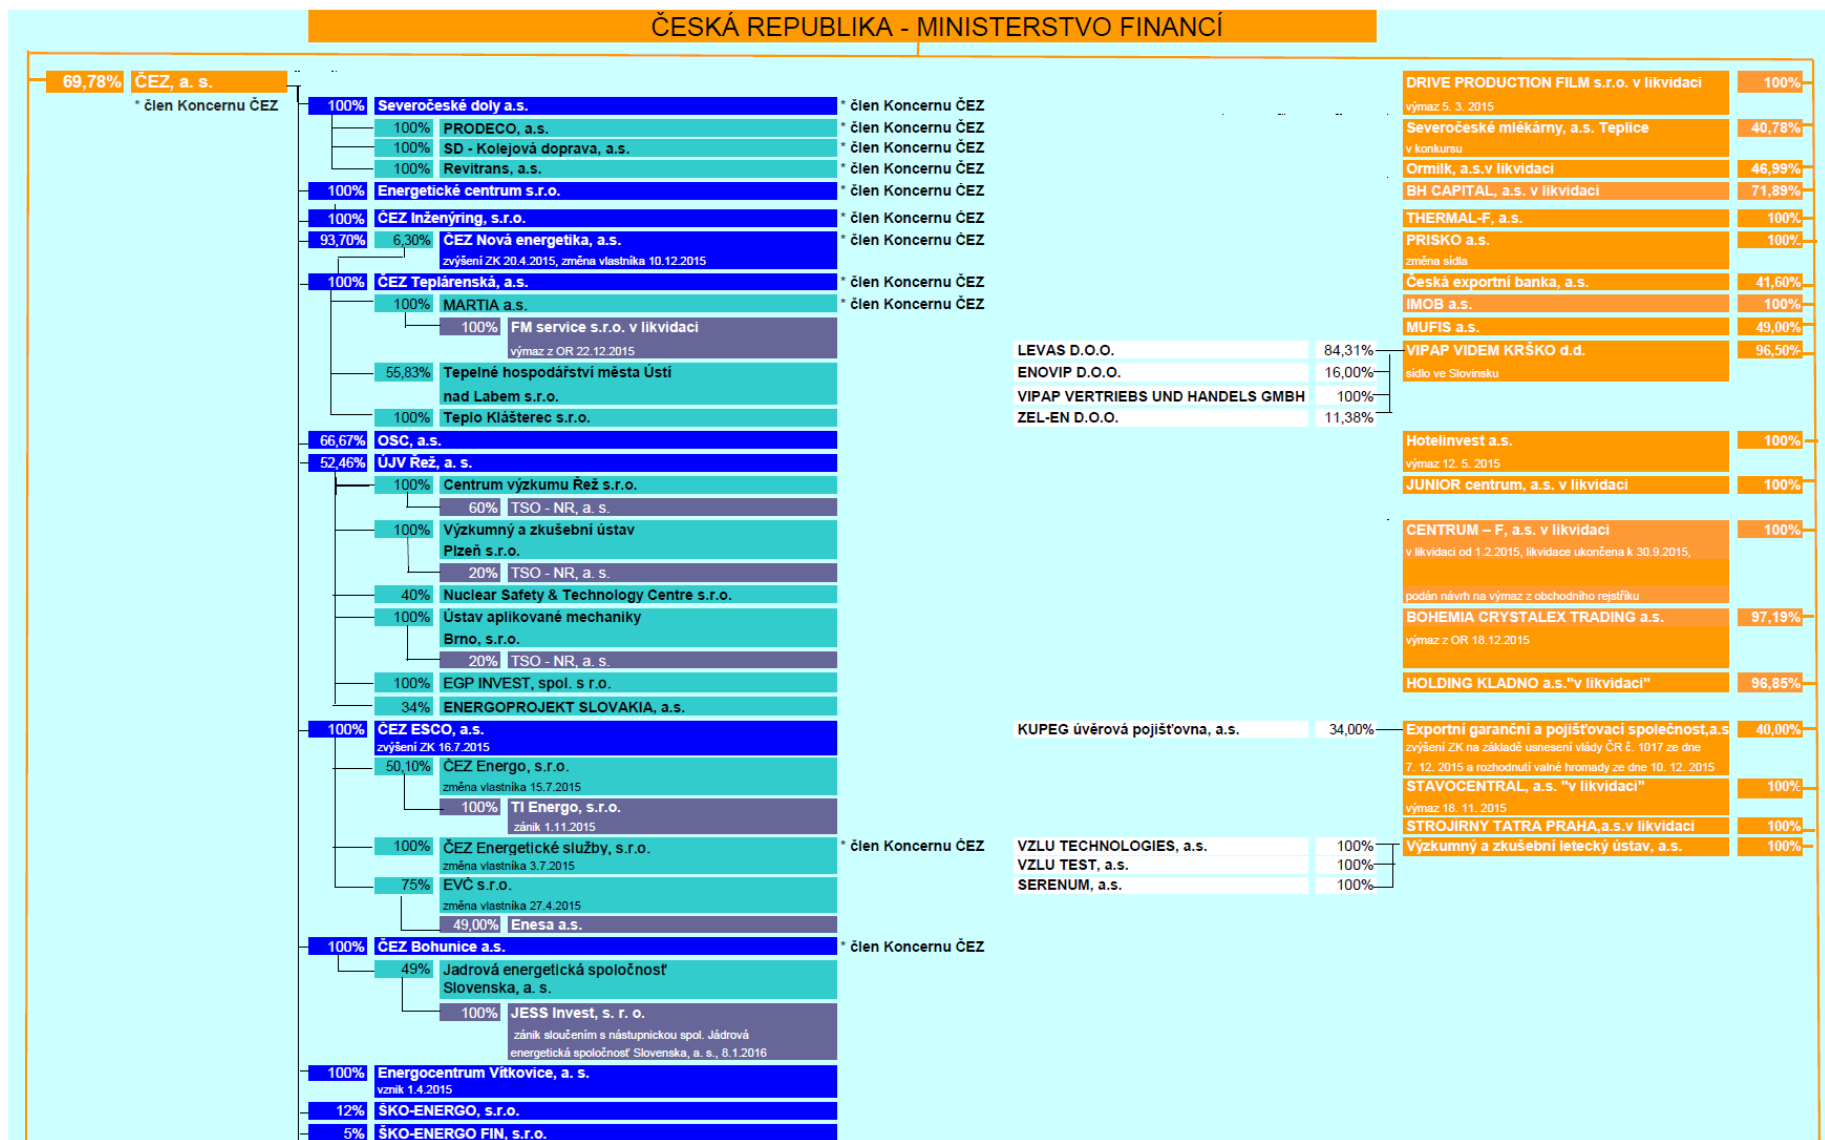 ČESKÁ REPUBLIKA - MINISTERSTVO FINANCÍ
69,78% ČEZ, a. s.
* člen Koncernu ČEZ
100% Severočeské doly a.s. * člen Koncernu ČEZ
100% PRODECO, a.s. * člen Koncernu ČEZ
100% SD - Kolejová doprava, a.s. * člen Koncernu ČEZ
100% Revitrans, a.s. * člen Koncernu ČEZ
100% Energetické centrum s.r.o. * člen Koncernu ČEZ
100% ČEZ Inženýring, s.r.o. * člen Koncernu ČEZ
93,70% 6,30% ČEZ Nová energetika, a.s. * člen Koncernu ČEZ
zvýšení ZK 20.4.2015, změna vlastníka 10.12.2015
100% ČEZ Teplárenská, a.s. * člen Koncernu ČEZ
100% MARTIA a.s. * člen Koncernu ČEZ
100% FM service s.r.o. v likvidaci
výmaz z OR 22.12.2015
55,83% Tepelné hospodářství města Ústí
nad Labem s.r.o.
100% Teplo Klášterec s.r.o.
66,67% OSC, a.s.
52,46% ÚJV Řež, a. s.
100% Centrum výzkumu Řež s.r.o.
60% TSO - NR, a. s.
100% Výzkumný a zkušební ústav
Plzeň s.r.o.
20% TSO - NR, a. s.
40% Nuclear Safety & Technology Centre s.r.o.
100% Ústav aplikované mechaniky
Brno, s.r.o.
20% TSO - NR, a. s.
100% EGP INVEST, spol. s r.o.
34% ENERGOPROJEKT SLOVAKIA, a.s.
100% ČEZ ESCO, a.s.
zvýšení ZK 16.7.2015
50,10% ČEZ Energo, s.r.o.
změna vlastníka 15.7.2015
100% TI Energo, s.r.o.
zánik 1.11.2015
100% ČEZ Energetické služby, s.r.o. * člen Koncernu ČEZ
změna vlastníka 3.7.2015
75% EVČ s.r.o.
změna vlastníka 27.4.2015
49,00% Enesa a.s.
100% ČEZ Bohunice a.s. * člen Koncernu ČEZ
49% Jadrová energetická spoločnosť
Slovenska, a. s.
100% JESS Invest, s. r. o.
zánik sloučením s nástupnickou spol. Jádrová
energetická spoločnosť Slovenska, a. s., 8.1.2016
100% Energocentrum Vítkovice, a. s.
vznik 1.4.2015
12% ŠKO-ENERGO, s.r.o.
5% ŠKO-ENERGO FIN, s.r.o.
LEVAS D.O.O. 84,31%
ENOVIP D.O.O. 16,00%
VIPAP VERTRIEBS UND HANDELS GMBH 100%
ZEL-EN D.O.O. 11,38%
KUPEG úvěrová pojišťovna, a.s. 34,00%
VZLU TECHNOLOGIES, a.s. 100%
VZLU TEST, a.s. 100%
SERENUM, a.s. 100%
DRIVE PRODUCTION FILM s.r.o. v likvidaci 100%
výmaz 5. 3. 2015
Severočeské mlékárny, a.s. Teplice 40,78%
v konkursu
Ormilk, a.s.v likvidaci 46,99%
BH CAPITAL, a.s. v likvidaci 71,89%
THERMAL-F, a.s. 100%
PRISKO a.s. 100%
změna sídla
Česká exportní banka, a.s. 41,60%
IMOB a.s. 100%
MUFIS a.s. 49,00%
VIPAP VIDEM KRŠKO d.d. 96,50%
sídlo ve Slovinsku
Hotelinvest a.s. 100%
výmaz 12. 5. 2015
JUNIOR centrum, a.s. v likvidaci 100%
CENTRUM – F, a.s. v likvidaci 100%
v likvidaci od 1.2.2015, likvidace ukončena k 30.9.2015,
podán návrh na výmaz z obchodního rejstříku
BOHEMIA CRYSTALEX TRADING a.s. 97,19%
výmaz z OR 18.12.2015
HOLDING KLADNO a.s."v likvidaci" 96,85%
Exportní garanční a pojišťovací společnost,a.s 40,00%
zvýšení ZK na základě usnesení vlády ČR č. 1017 ze dne
7. 12. 2015 a rozhodnutí valné hromady ze dne 10. 12. 2015
STAVOCENTRAL, a.s. "v likvidaci" 100%
výmaz 18. 11. 2015
STROJÍRNY TATRA PRAHA,a.s.v likvidaci 100%
Výzkumný a zkušební letecký ústav, a.s. 100%